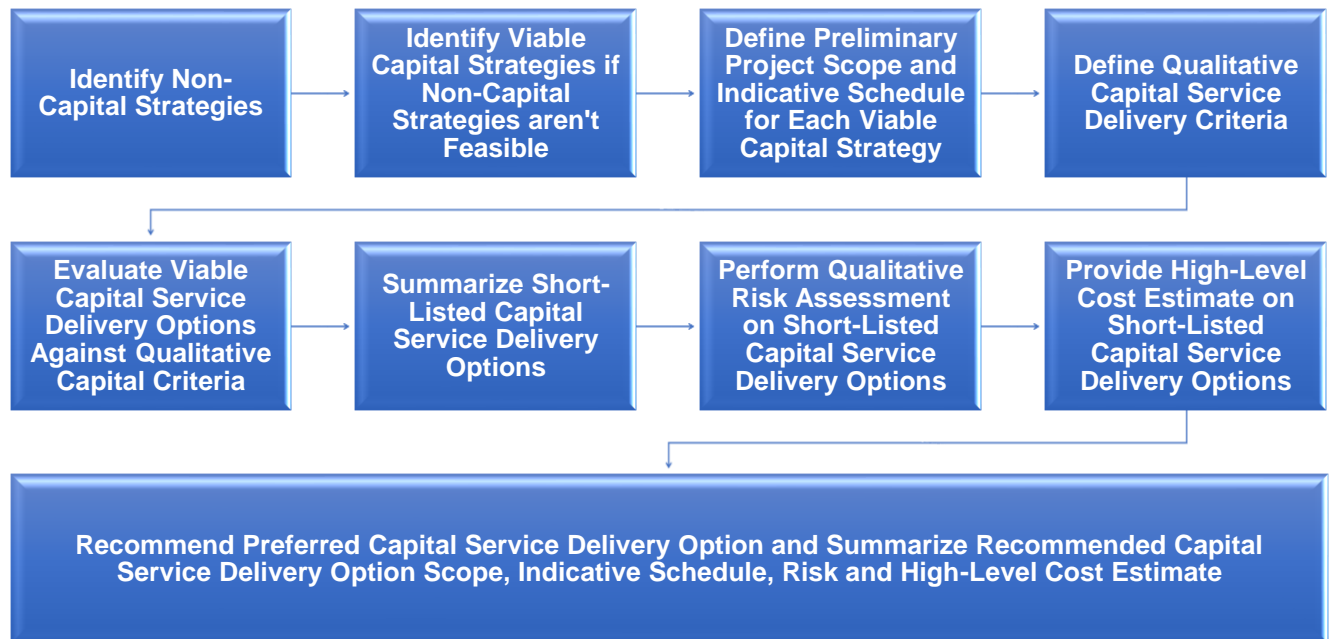 Identify Non-
Capital Strategies
Identify Viable
Capital Strategies if
Non-Capital
Strategies aren't
Feasible
Define Preliminary
Project Scope and
Indicative Schedule
for Each Viable
Capital Strategy
Define Qualitative
Capital Service
Delivery Criteria
Evaluate Viable
Capital Service
Delivery Options
Against Qualitative
Capital Criteria
Summarize Short-
Listed Capital
Service Delivery
Options
Perform Qualitative
Risk Assessment
on Short-Listed
Capital Service
Delivery Options
Provide High-Level
Cost Estimate on
Short-Listed
Capital Service
Delivery Options
Recommend Preferred Capital Service Delivery Option and Summarize Recommended Capital
Service Delivery Option Scope, Indicative Schedule, Risk and High-Level Cost Estimate